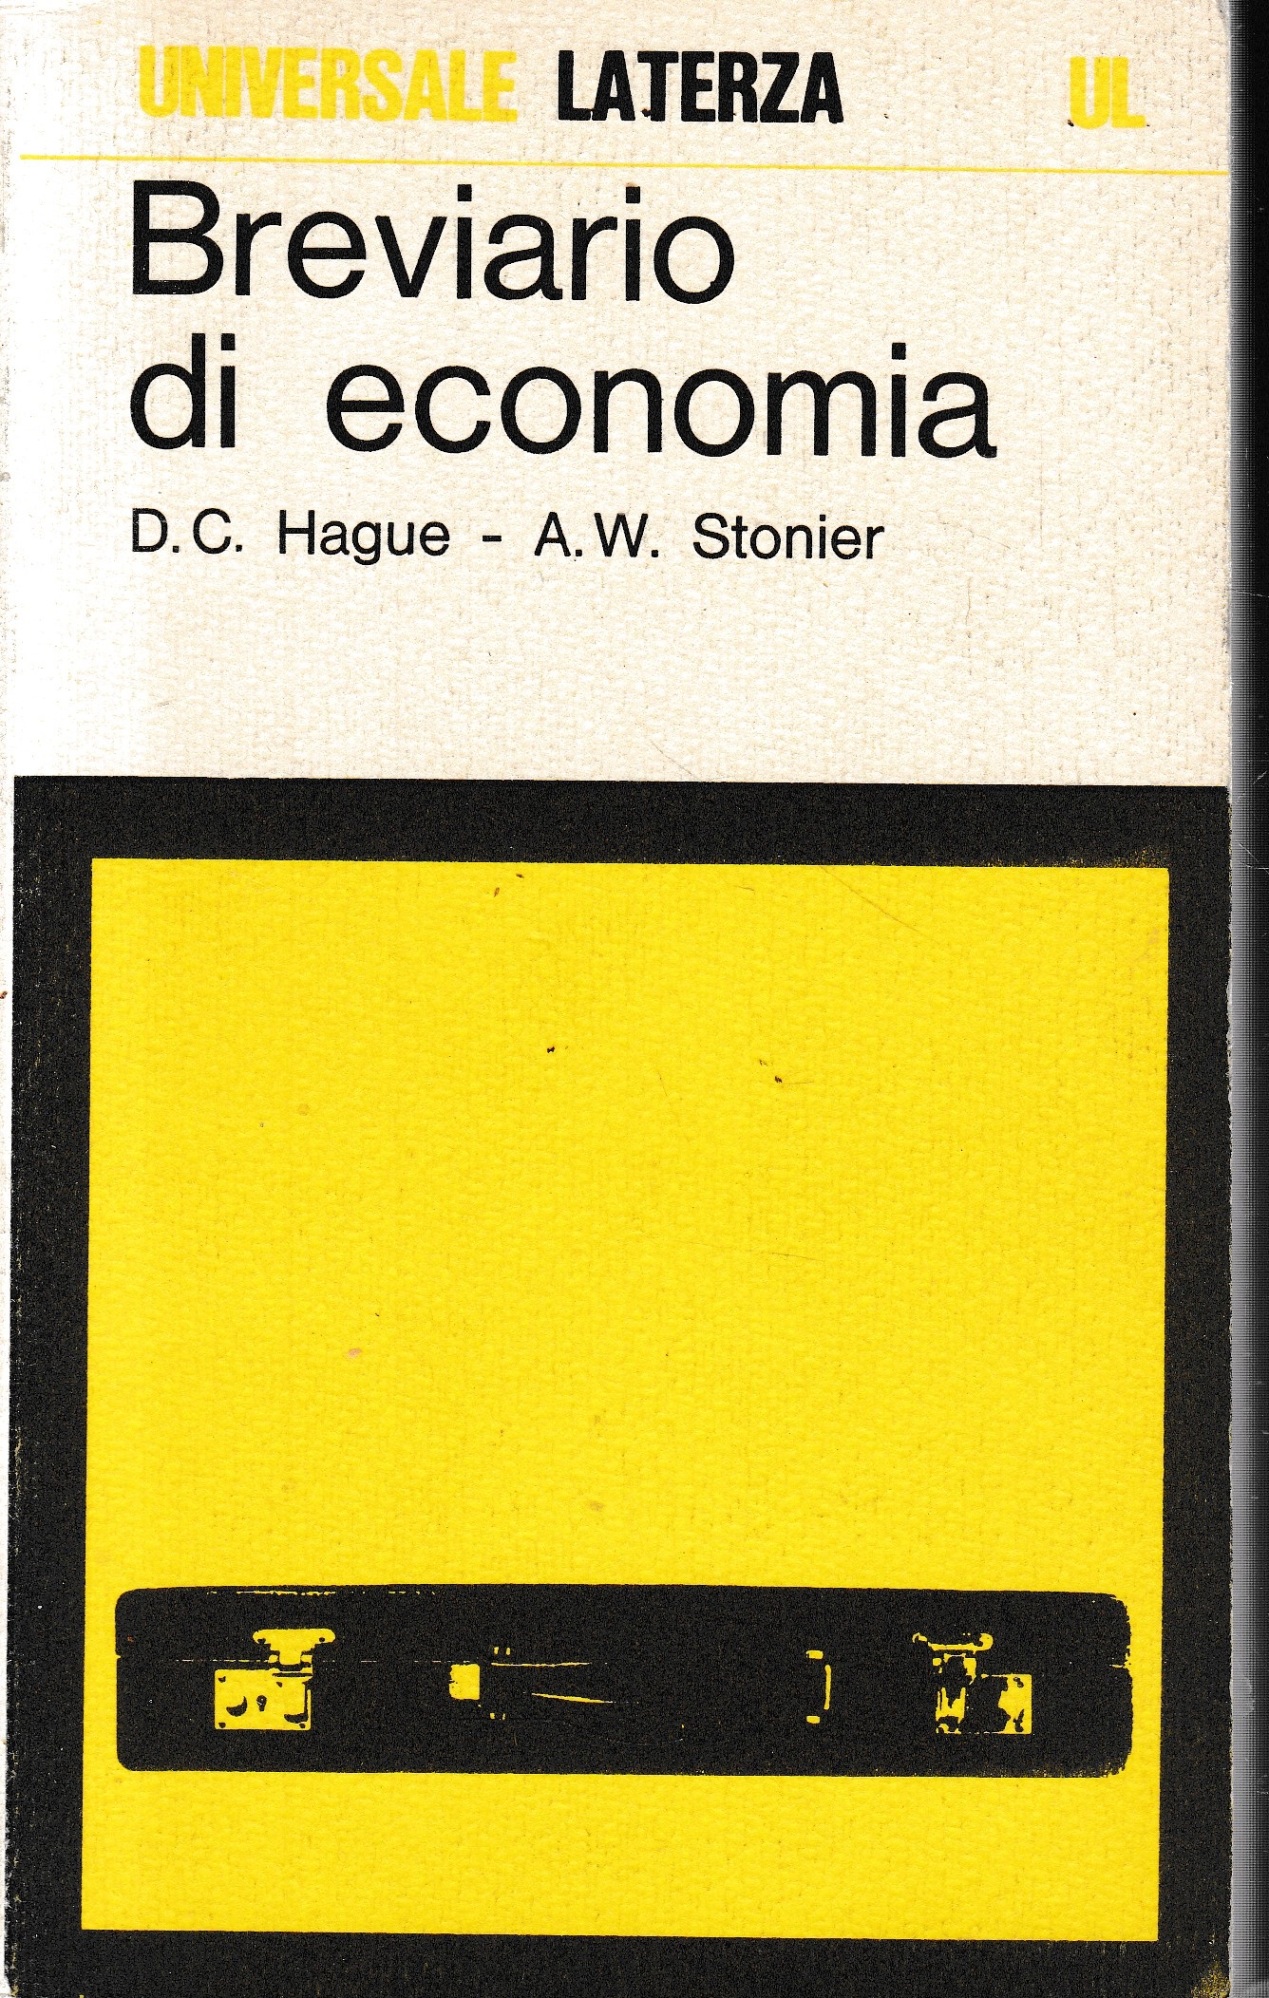 UNIVERSALE LATERZA UL
Breviario
di economia
D.C. Hague - A.W. Stonier